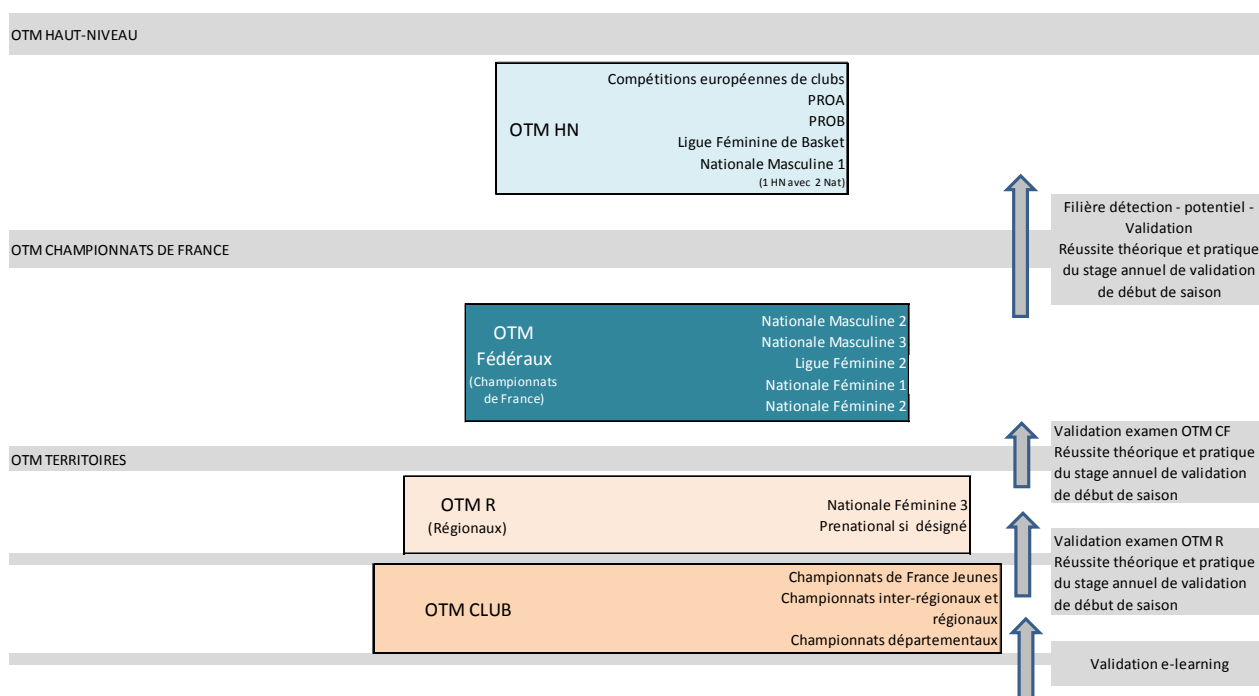 OTM HAUT-NIVEAU
OTM HN
Compétitions européennes de clubs
PROA
PROB
Ligue Féminine de Basket
Nationale Masculine 1
(1 HN avec 2 Nat)
Filière détection - potentiel -
Validation
Réussite théorique et pratique
du stage annuel de validation
de début de saison
OTM CHAMPIONNATS DE FRANCE
OTM
Fédéraux
(Championnats
de France)
Nationale Masculine 2
Nationale Masculine 3
Ligue Féminine 2
Nationale Féminine 1
Nationale Féminine 2
Validation examen OTM CF
Réussite théorique et pratique
du stage annuel de validation
de début de saison
OTM TERRITOIRES
OTM R
(Régionaux)
Nationale Féminine 3
Prenational si désigné
Validation examen OTM R
Réussite théorique et pratique
du stage annuel de validation
de début de saison
OTM CLUB
Championnats de France Jeunes
Championnats inter-régionaux et
régionaux
Championnats départementaux
Validation e-learning